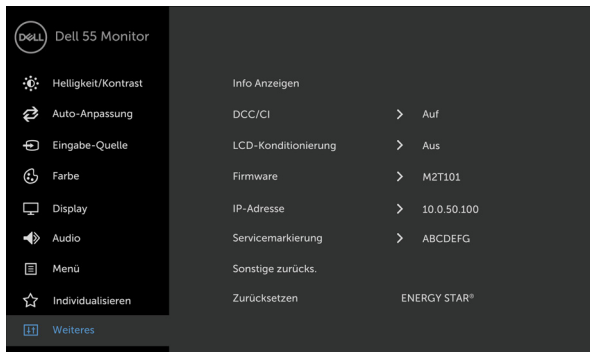 DELL Dell 55 Monitor
Helligkeit/Kontrast Info Anzeigen
Auto-Anpassung DCC/CI Auf
Eingabe-Quelle LCD-Konditionierung Aus
Farbe Firmware M2T101
Display IP-Adresse 10.0.50.100
Audio Servicemarkierung ABCDEFG
Menü Sonstige zurücks.
Individualisieren Zurücksetzen ENERGY STAR®
Weiteres